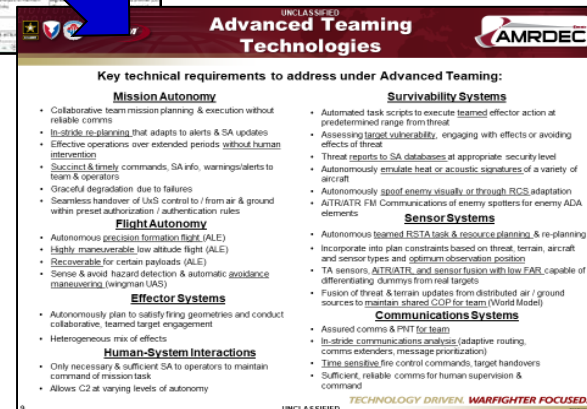 UNCLASSIFIED
Advanced Teaming
Technologies
AMRDEC
Key technical requirements to address under Advanced Teaming:
Mission Autonomy
• Collaborative team mission planning & execution without
reliable comms
• In-stride re-planning that adapts to alerts & SA updates
• Effective operations over extended periods without human
intervention
• Succinct & timely commands, SA info, warnings/alerts to
team & operators
• Graceful degradation due to failures
• Seamless handover of UxS control to / from air & ground
within preset authorization / authentication rules
Flight Autonomy
• Autonomous precision formation flight (ALE)
• Highly maneuverable low altitude flight (ALE)
• Recoverable for certain payloads (ALE)
• Sense & avoid hazard detection & automatic avoidance
maneuvering (wingman UAS)
Effector Systems
• Autonomously plan to satisfy firing geometries and conduct
collaborative, teamed target engagement
• Heterogeneous mix of effects
Human-System Interactions
• Only necessary & sufficient SA to operators to maintain
command of mission task
• Allows C2 at varying levels of autonomy
Survivability Systems
• Automated task scripts to execute teamed effector action at
predetermined range from threat
• Assessing target vulnerability, engaging with effects or avoiding
effects of threat
• Threat reports to SA databases at appropriate security level
• Autonomously emulate heat or acoustic signatures of a variety of
aircraft
• Autonomously spoof enemy visually or through RCS adaptation
• AiTR/ATR FM Communications of enemy spotters for enemy ADA
elements
Sensor Systems
• Autonomous teamed RSTA task & resource planning & re-planning
• Incorporate into plan constraints based on threat, terrain, aircraft
and sensor types and optimum observation position
• TA sensors, AiTR/ATR, and sensor fusion with low FAR capable of
differentiating dummys from real targets
• Fusion of threat & terrain updates from distributed air / ground
sources to maintain shared COP for team (World Model)
Communications Systems
• Assured comms & PNT for team
• In-stride communications analysis (adaptive routing,
comms extenders, message prioritization)
• Time sensitive fire control commands, target handovers
• Sufficient, reliable comms for human supervision &
command
TECHNOLOGY DRIVEN. WARFIGHTER FOCUSED
9
UNCLASSIFIED